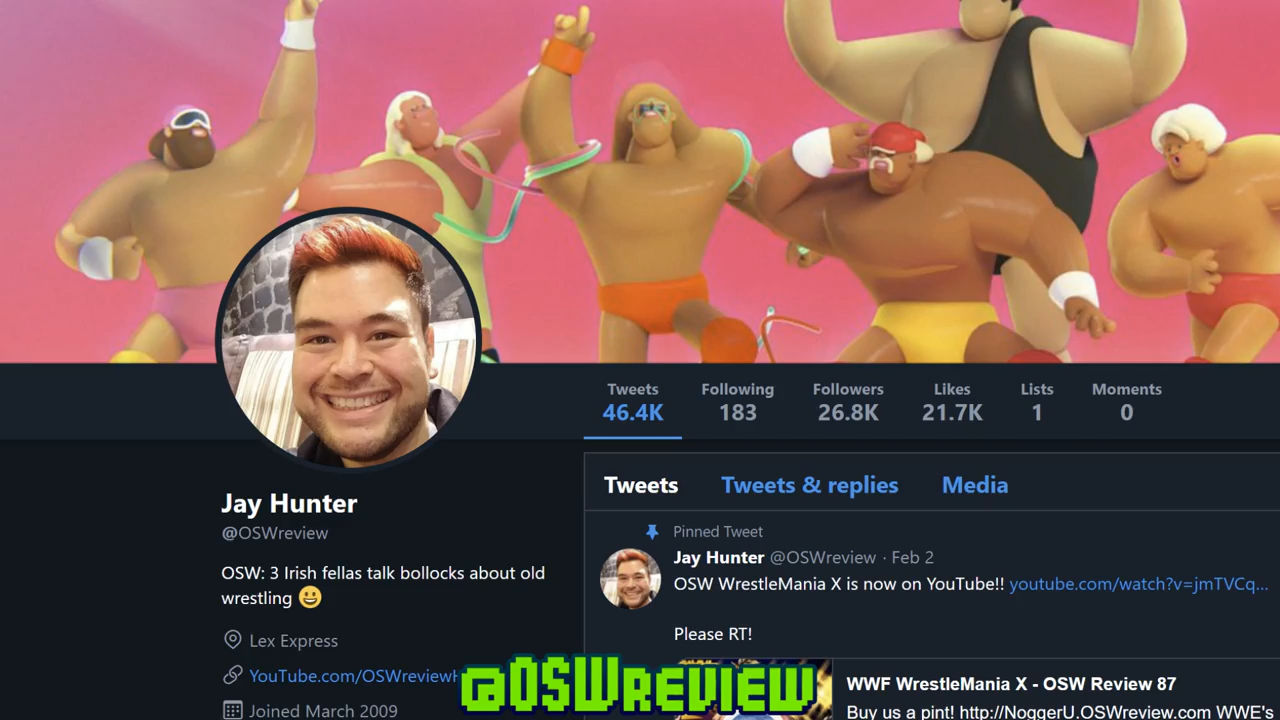 Tweets Following Followers Likes Lists Moments
46.4K 183 26.8K 21.7K 1 0
Jay Hunter
@OSWreview
OSW: 3 Irish fellas talk bollocks about old
wrestling 😀
Lex Express
YouTube.com/OSWreview
Joined March 2009
Tweets Tweets & replies Media
Pinned Tweet
Jay Hunter @OSWreview · Feb 2
OSW WrestleMania X is now on YouTube!! youtube.com/watch?v=jmTVCq...
Please RT!
WWF WrestleMania X - OSW Review 87
Buy us a pint! http://NoggerU.OSWreview.com WWE's
@OSWreview